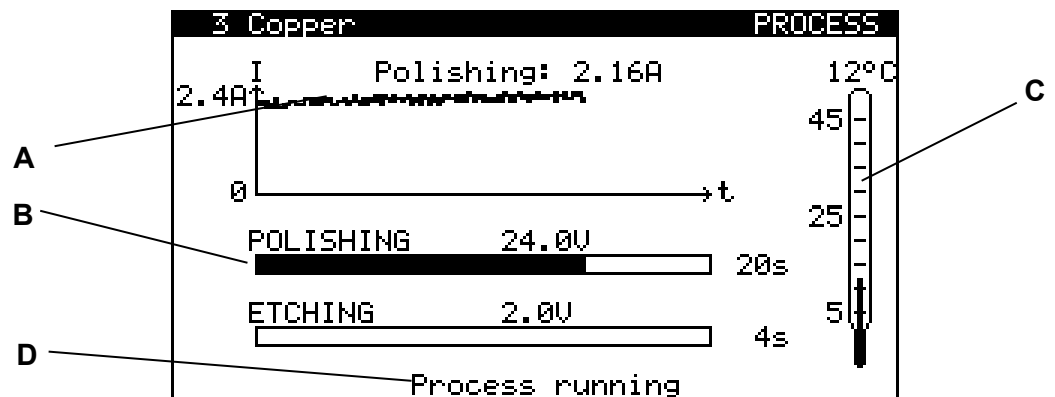 3 Copper PROCESS
I Polishing: 2.16A 12°C
2.4A
45
C
A
0 t
B
25
POLISHING 24.0V
20s
ETCHING 2.0V 5
4s
D
Process running